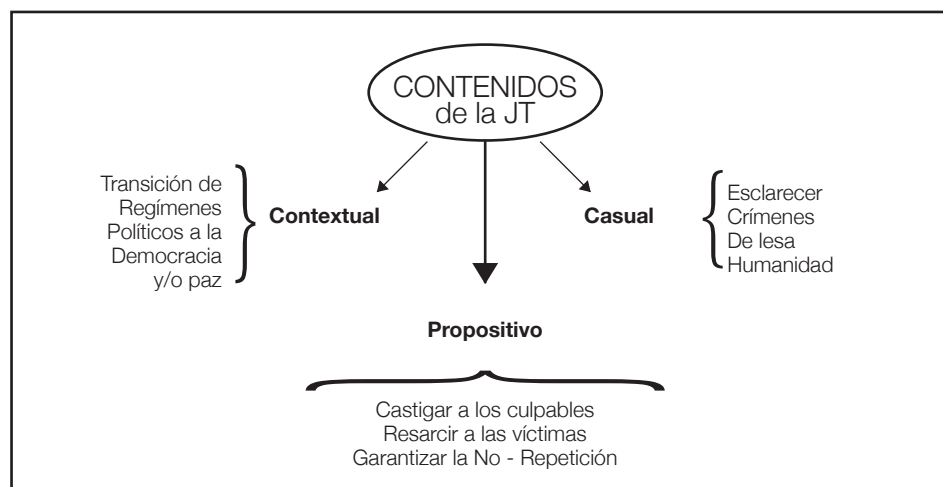 CONTENIDOS
de la JT
Transición de
Regímenes
Políticos a la
Democracia
y/o paz
Contextual
Casual
Esclarecer
Crímenes
De lesa
Humanidad
Propositivo
Castigar a los culpables
Resarcir a las víctimas
Garantizar la No - Repetición